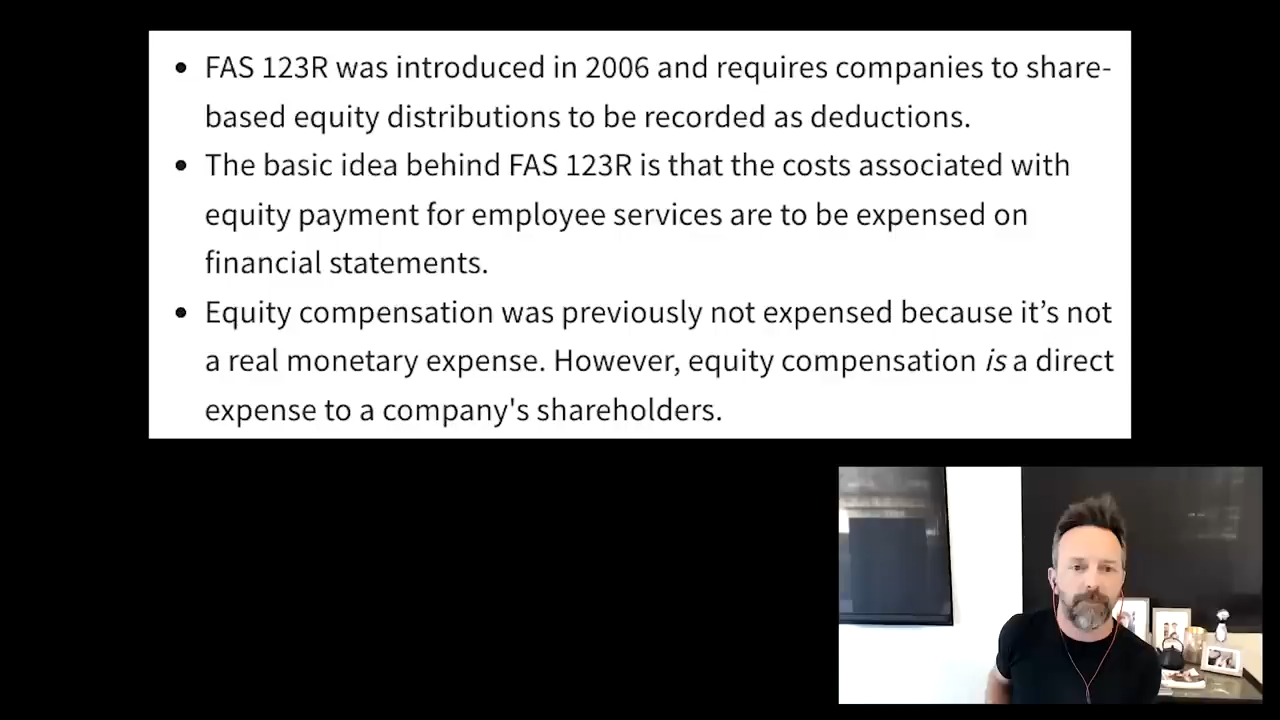 • FAS 123R was introduced in 2006 and requires companies to share-
based equity distributions to be recorded as deductions.
• The basic idea behind FAS 123R is that the costs associated with
equity payment for employee services are to be expensed on
financial statements.
• Equity compensation was previously not expensed because it’s not
a real monetary expense. However, equity compensation is a direct
expense to a company's shareholders.